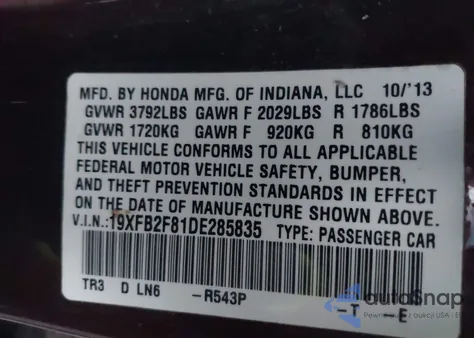 MFD. BY HONDA MFG. OF INDIANA, LLC 10/'13
GVWR 3792LBS GAWR F 2029LBS R 1786LBS
GVWR 1720KG GAWR F 920KG R 810KG
THIS VEHICLE CONFORMS TO ALL APPLICABLE
FEDERAL MOTOR VEHICLE SAFETY, BUMPER,
AND THEFT PREVENTION STANDARDS IN EFFECT
ON THE DATE OF MANUFACTURE SHOWN ABOVE.
V.I.N.:19XFB2F81DE285835 TYPE: PASSENGER CAR
TR3 D LN6 -R543P -T E
autoSnap